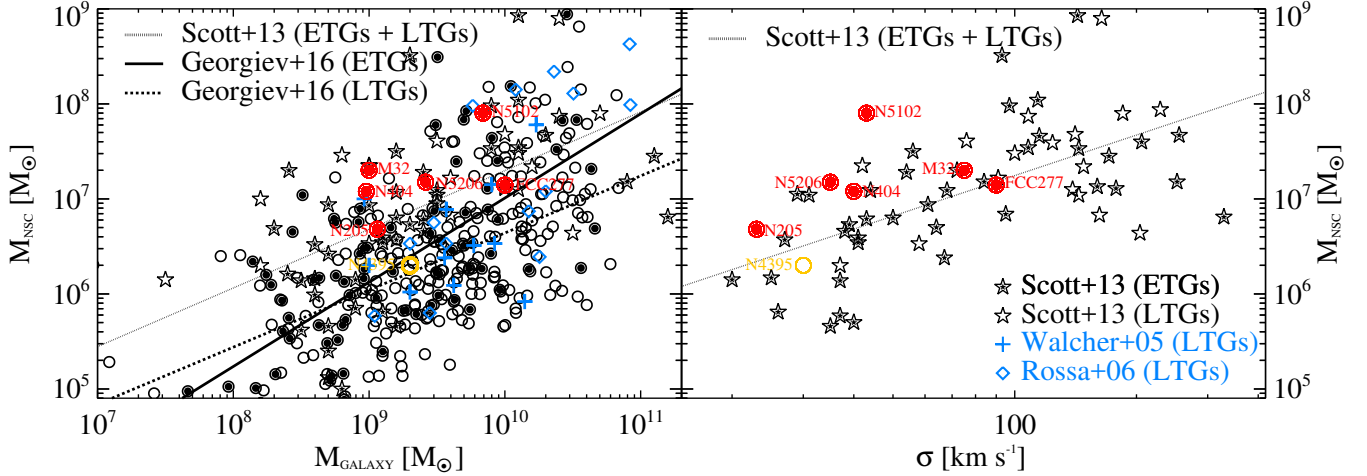 10⁹
10⁸
10⁷
10⁶
10⁵
M_NSC [M_⊙]
Scott+13 (ETGs + LTGs)
Georgiev+16 (ETGs)
Georgiev+16 (LTGs)
N5102
M32
N404
N5206
FCC277
N205
N4395
10⁷ 10⁸ 10⁹ 10¹⁰ 10¹¹
M_GALAXY [M_⊙]
Scott+13 (ETGs + LTGs)
N5102
M32
N5206
N404
FCC277
N205
N4395
Scott+13 (ETGs)
Scott+13 (LTGs)
Walcher+05 (LTGs)
Rossa+06 (LTGs)
100
σ [km s⁻¹]
10⁹
10⁸
10⁷
10⁶
10⁵
M_NSC [M_⊙]